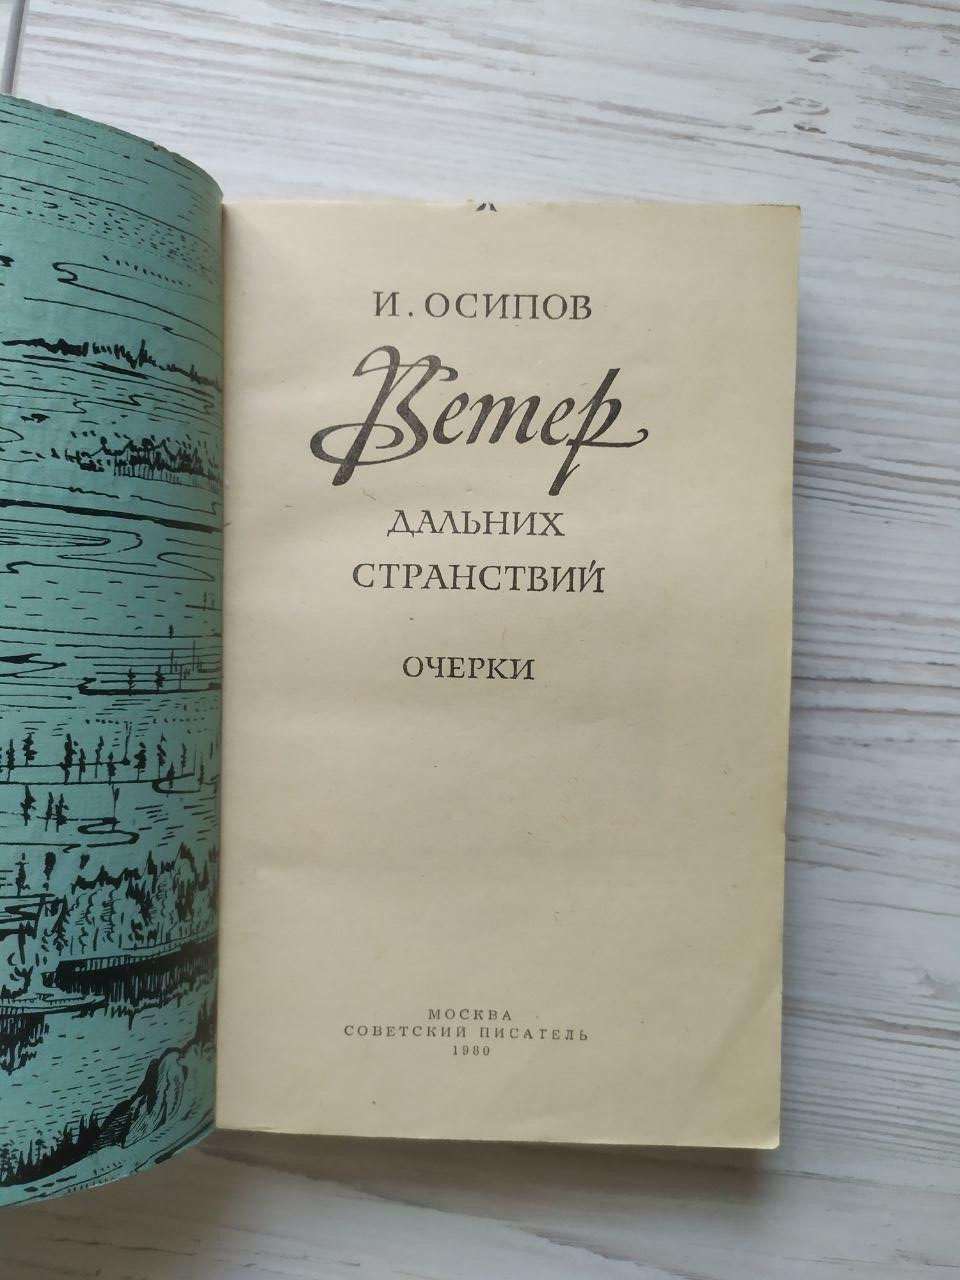 И. ОСИПОВ
Ветер
ДАЛЬНИХ
СТРАНСТВИЙ
ОЧЕРКИ
МОСКВА
СОВЕТСКИЙ ПИСАТЕЛЬ
1980